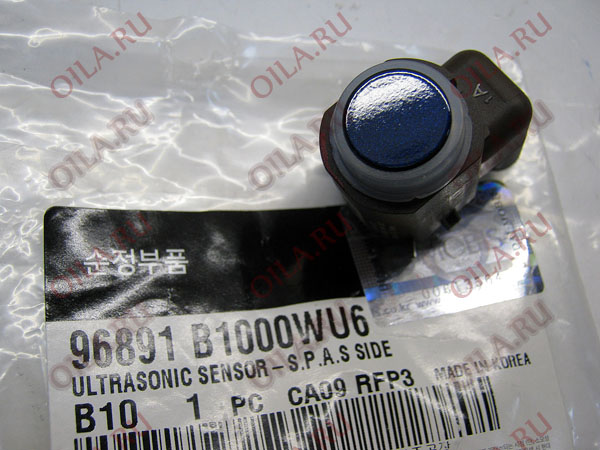 순정부품
96891 B1000WU6
ULTRASONIC SENSOR-S.P.A.S SIDE
B10 1 PC CA09 RFP3 MADE IN KOREA
A
OILA.RU